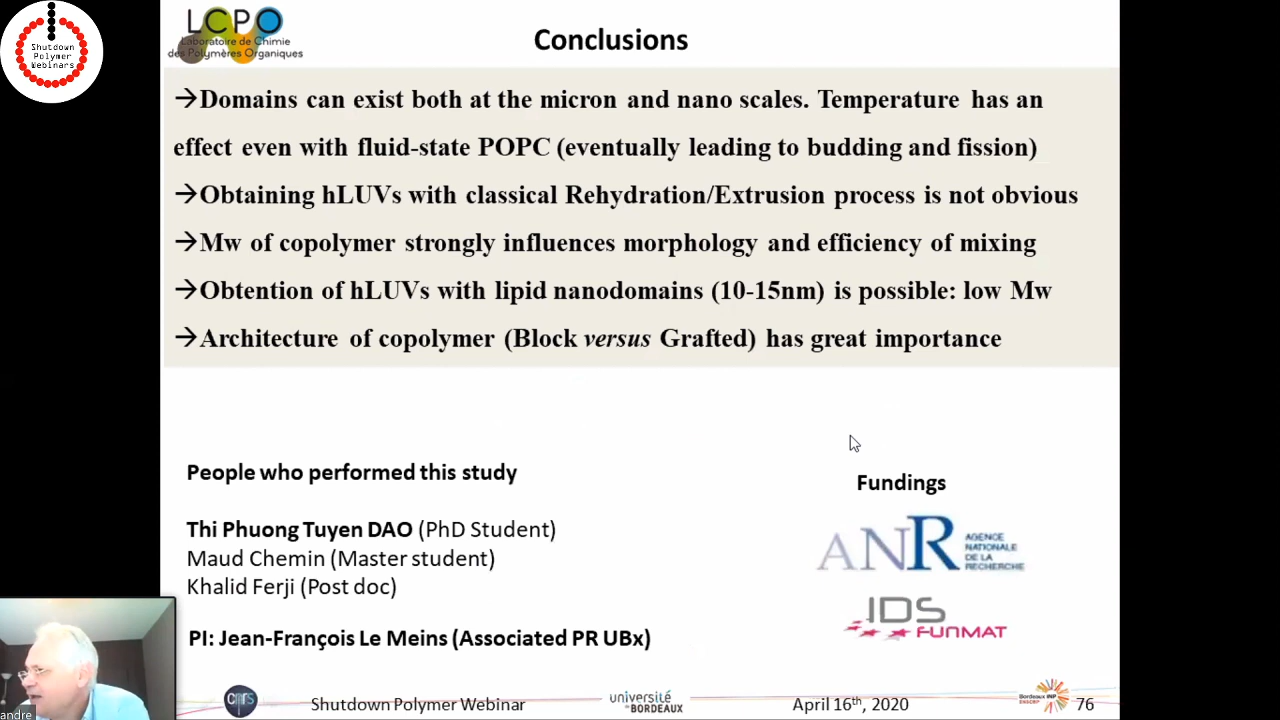 Shutdown
Polymer
Webinars
LCPO
Laboratoire de Chimie
des Polymères Organiques
Conclusions
→Domains can exist both at the micron and nano scales. Temperature has an
effect even with fluid-state POPC (eventually leading to budding and fission)
→Obtaining hLUVs with classical Rehydration/Extrusion process is not obvious
→Mw of copolymer strongly influences morphology and efficiency of mixing
→Obtention of hLUVs with lipid nanodomains (10-15nm) is possible: low Mw
→Architecture of copolymer (Block versus Grafted) has great importance
People who performed this study
Thi Phuong Tuyen DAO (PhD Student)
Maud Chemin (Master student)
Khalid Ferji (Post doc)
PI: Jean-François Le Meins (Associated PR UBx)
Fundings
ANR
AGENCE
NATIONALE
DE LA
RECHERCHE
IDS
FUNMAT
andre
cnrs
Shutdown Polymer Webinar
université
de BORDEAUX
April 16th, 2020
Bordeaux INP
ENSCBP
76